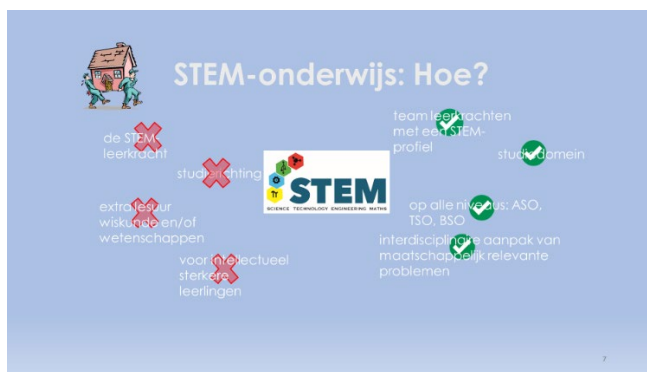 STEM-onderwijs: Hoe?
de STEM-
leerkracht
studierichting
extra lesuur
wiskunde en/of
wetenschappen
voor intellectueel
sterkere
leerlingen
STEM
SCIENCE TECHNOLOGY ENGINEERING MATHS
team leerkrachten
met een STEM-
profiel
studiedomein
op alle niveaus: ASO,
TSO, BSO
interdisciplinaire aanpak van
maatschappelijk relevante
problemen
7